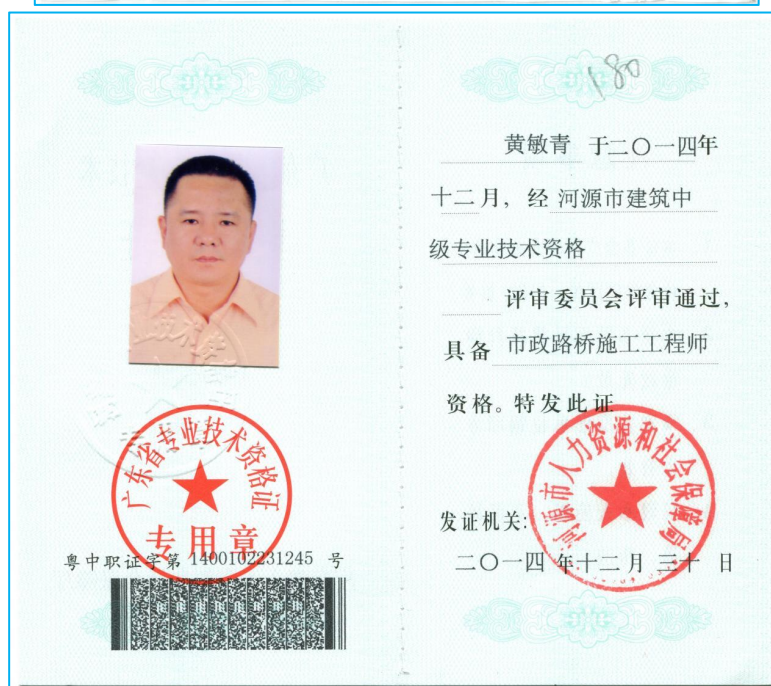 广东省专业技术资格证
专用章
粤中职证字第 1400102231245 号
180
黄敏青 于二〇一四年
十二月，经 河源市建筑中
级专业技术资格
评审委员会评审通过，
具备 市政路桥施工工程师
资格。特发此证
河源市人力资源和社会保障局
发证机关：
二〇一四 年十二月 三十 日